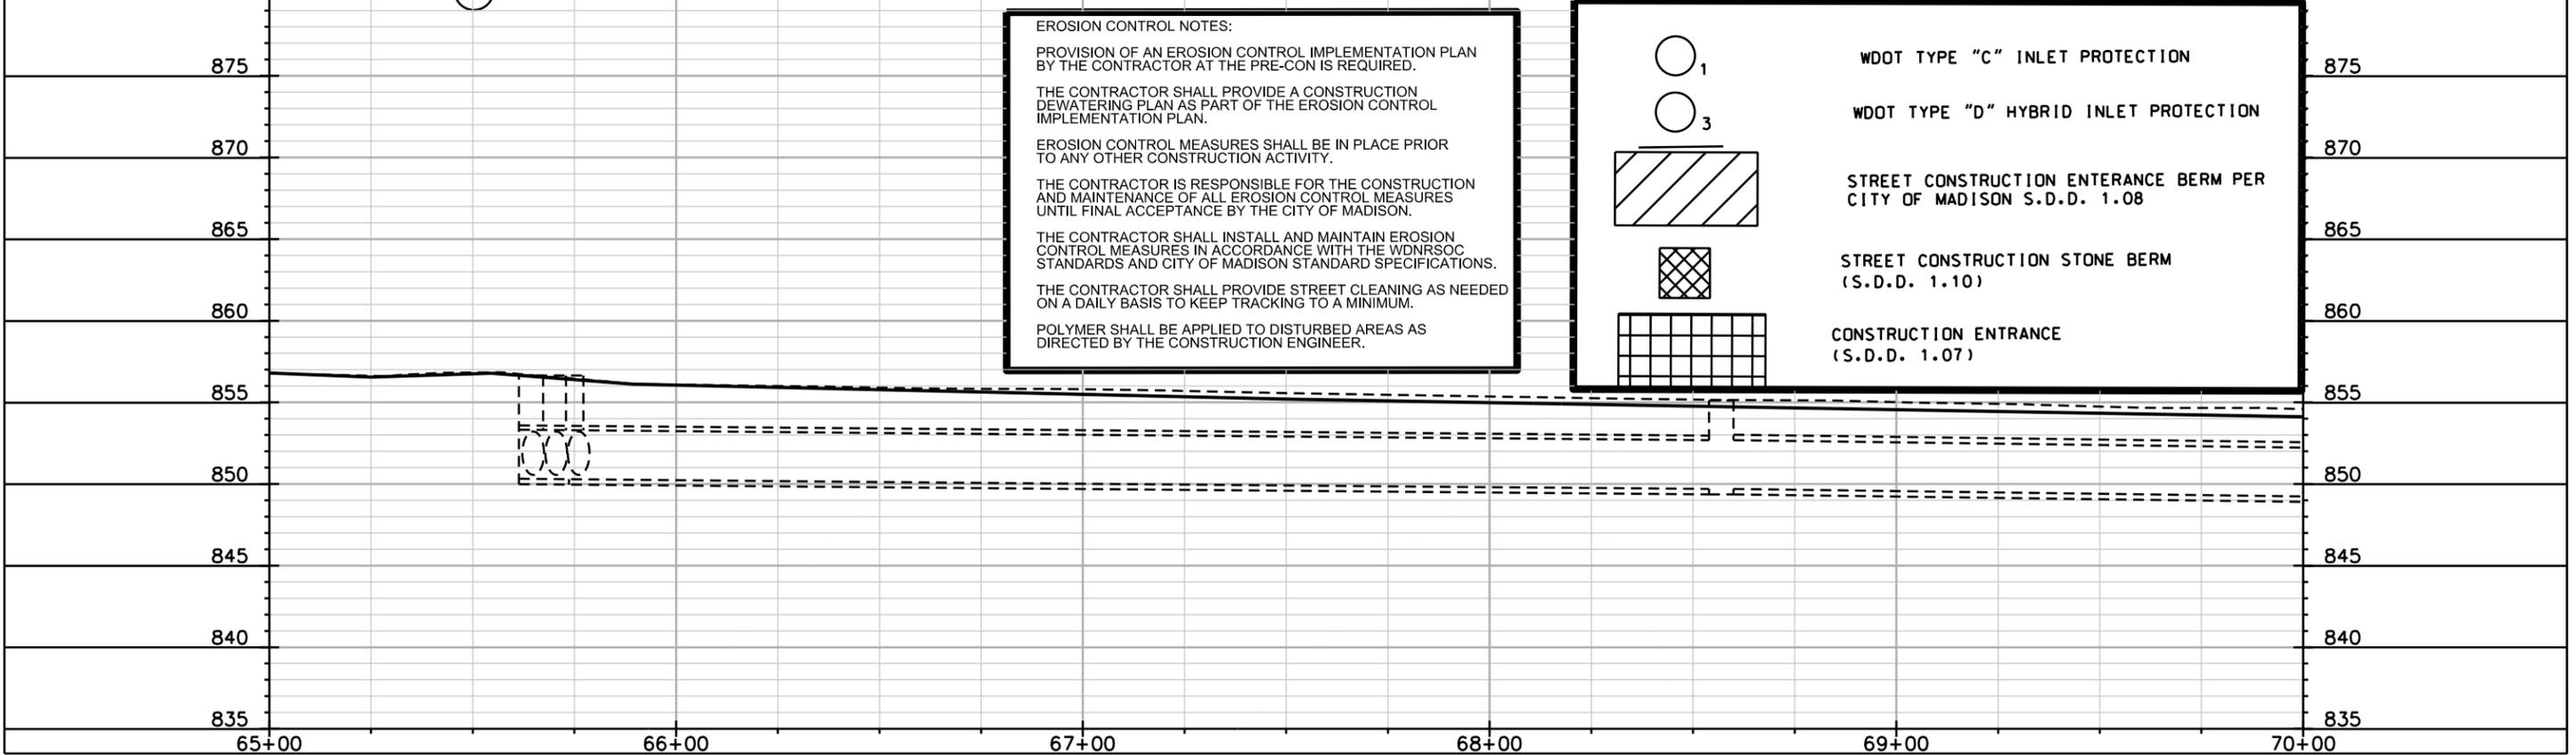 EROSION CONTROL NOTES:
PROVISION OF AN EROSION CONTROL IMPLEMENTATION PLAN
BY THE CONTRACTOR AT THE PRE-CON IS REQUIRED.
THE CONTRACTOR SHALL PROVIDE A CONSTRUCTION
DEWATERING PLAN AS PART OF THE EROSION CONTROL
IMPLEMENTATION PLAN.
EROSION CONTROL MEASURES SHALL BE IN PLACE PRIOR
TO ANY OTHER CONSTRUCTION ACTIVITY.
THE CONTRACTOR IS RESPONSIBLE FOR THE CONSTRUCTION
AND MAINTENANCE OF ALL EROSION CONTROL MEASURES
UNTIL FINAL ACCEPTANCE BY THE CITY OF MADISON.
THE CONTRACTOR SHALL INSTALL AND MAINTAIN EROSION
CONTROL MEASURES IN ACCORDANCE WITH THE WDNRSOC
STANDARDS AND CITY OF MADISON STANDARD SPECIFICATIONS.
THE CONTRACTOR SHALL PROVIDE STREET CLEANING AS NEEDED
ON A DAILY BASIS TO KEEP TRACKING TO A MINIMUM.
POLYMER SHALL BE APPLIED TO DISTURBED AREAS AS
DIRECTED BY THE CONSTRUCTION ENGINEER.
1 WDOT TYPE "C" INLET PROTECTION
3 WDOT TYPE "D" HYBRID INLET PROTECTION
STREET CONSTRUCTION ENTERANCE BERM PER
CITY OF MADISON S.D.D. 1.08
STREET CONSTRUCTION STONE BERM
(S.D.D. 1.10)
CONSTRUCTION ENTRANCE
(S.D.D. 1.07)
875 875
870 870
865 865
860 860
855 855
850 850
845 845
840 840
835 835
65+00 66+00 67+00 68+00 69+00 70+00